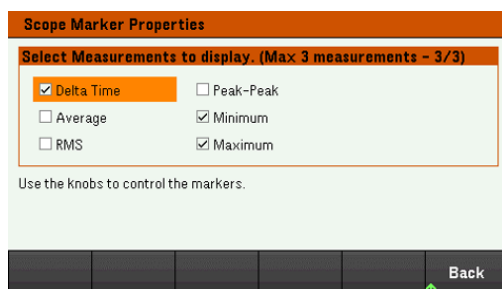 Scope Marker Properties
Select Measurements to display. (Max 3 measurements - 3/3)
Delta Time
Peak-Peak
Average
Minimum
RMS
Maximum
Use the knobs to control the markers.
Back